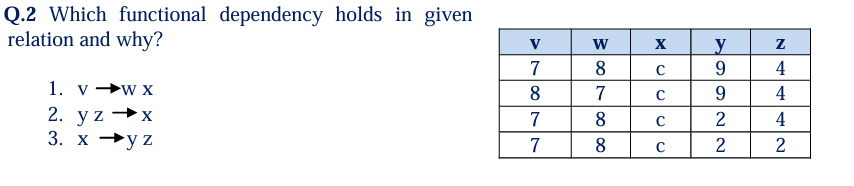 Q.2 Which functional dependency holds in given
relation and why?
1. v → w x
2. y z → x
3. x → y z
v w x y z
7 8 c 9 4
8 7 c 9 4
7 8 c 2 4
7 8 c 2 2